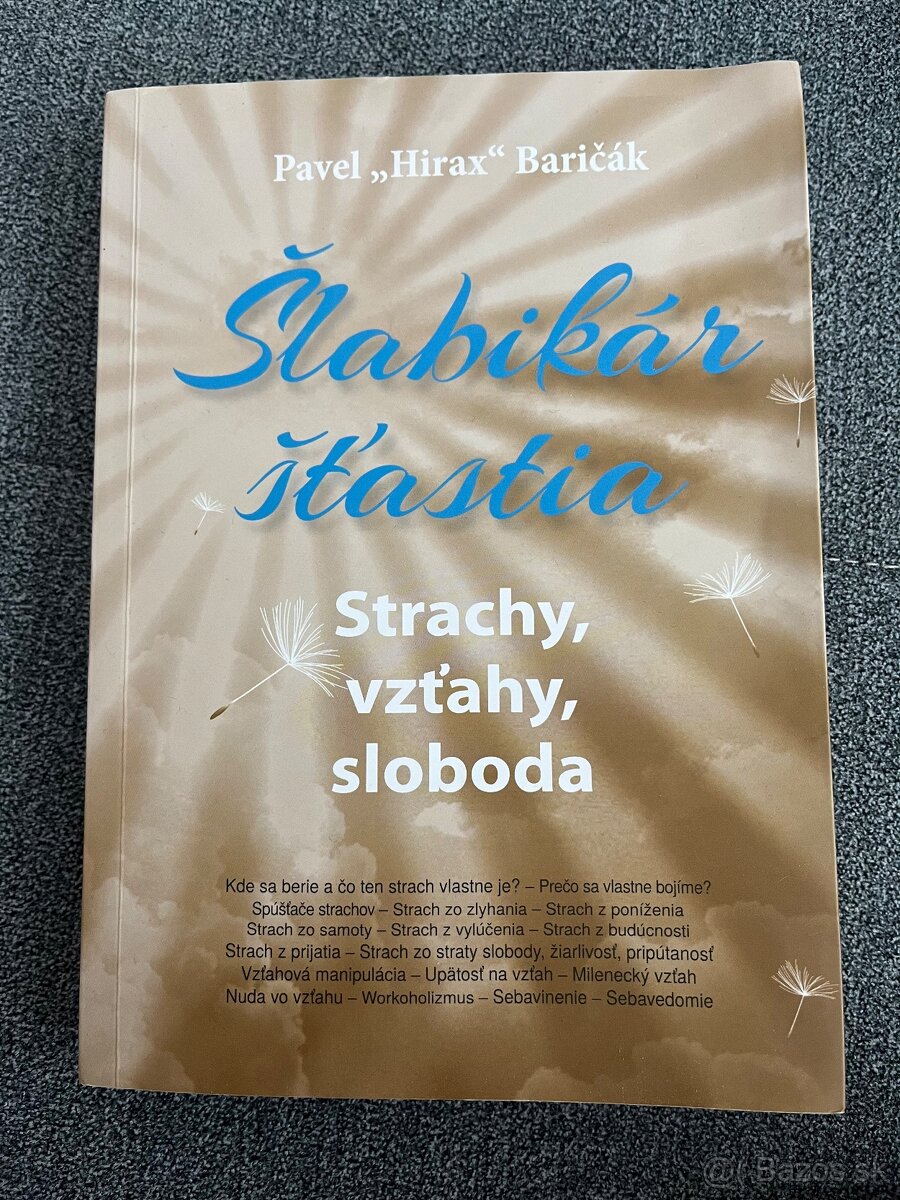 Pavel „Hirax“ Baričák
Šlabikár
šťastia
Strachy,
vzťahy,
sloboda
Kde sa berie a čo ten strach vlastne je? – Prečo sa vlastne bojíme?
Spúšťače strachov – Strach zo zlyhania – Strach z poníženia
Strach zo samoty – Strach z vylúčenia – Strach z budúcnosti
Strach z prijatia – Strach zo straty slobody, žiarlivosť, pripútanosť
Vzťahová manipulácia – Upätosť na vzťah – Milenecký vzťah
Nuda vo vzťahu – Workoholizmus – Sebavinenie – Sebavedomie
Bazos.sk